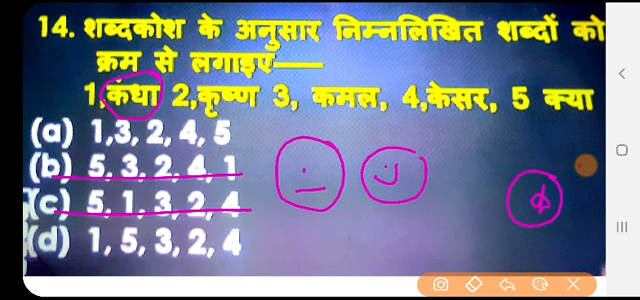 14. शब्दकोश के अनुसार निम्नलिखित शब्दों को
क्रम से लगाइए——
1,कंधा 2,कृष्ण 3, कमल, 4,केसर, 5 क्या
(a) 1,3, 2, 4, 5
(b) 5, 3, 2, 4, 1
(c) 5, 1, 3, 2, 4
(d) 1, 5, 3, 2, 4